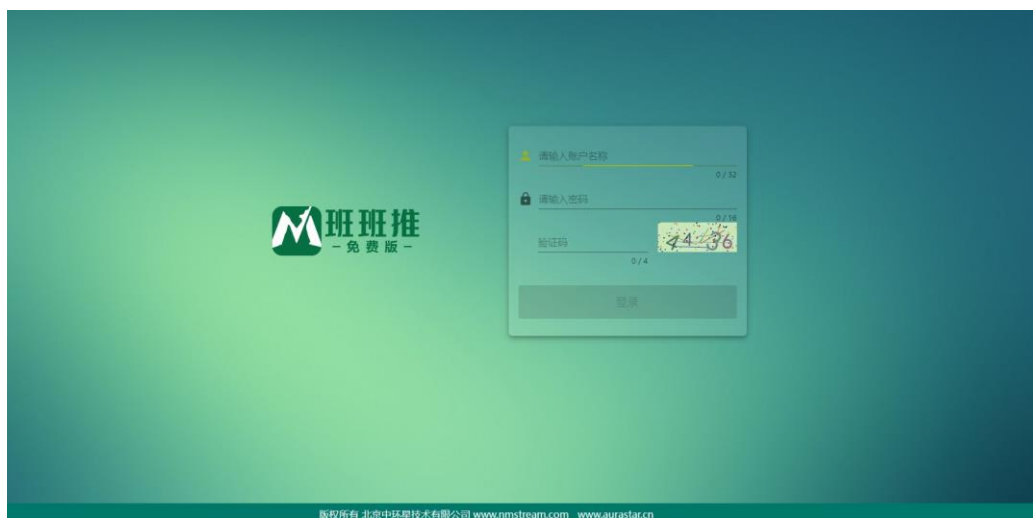 请输入账户名称
0 / 32
请输入密码
0 / 16
班班推
－免费版－
验证码
44 36
0 / 4
登录
版权所有 北京中环星技术有限公司 www.nmstream.com www.aurastar.cn